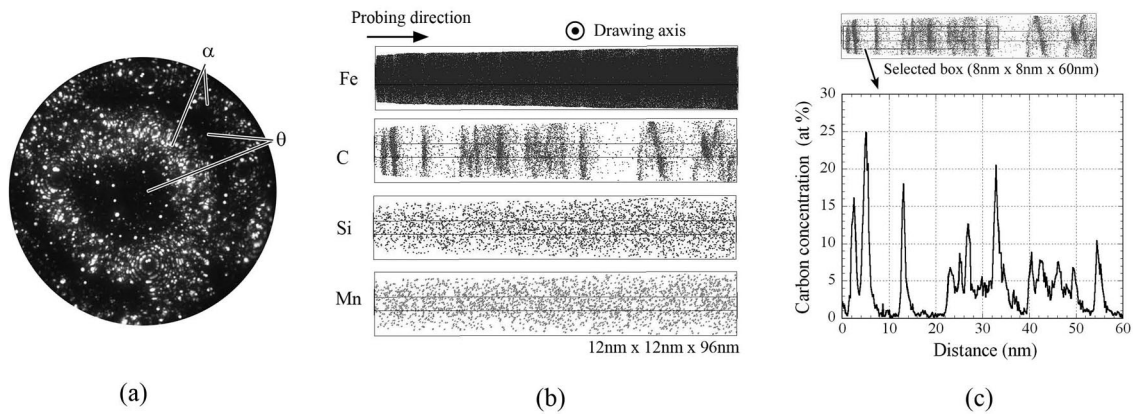 α
θ
(a)
Probing direction
Drawing axis
Fe
C
Si
Mn
12nm x 12nm x 96nm
(b)
Selected box (8nm x 8nm x 60nm)
Carbon concentration (at %)
30
25
20
15
10
5
0
0 10 20 30 40 50 60
Distance (nm)
(c)